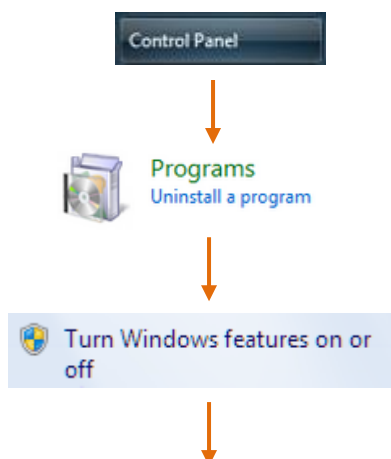 Control Panel
Programs
Uninstall a program
Turn Windows features on or
off